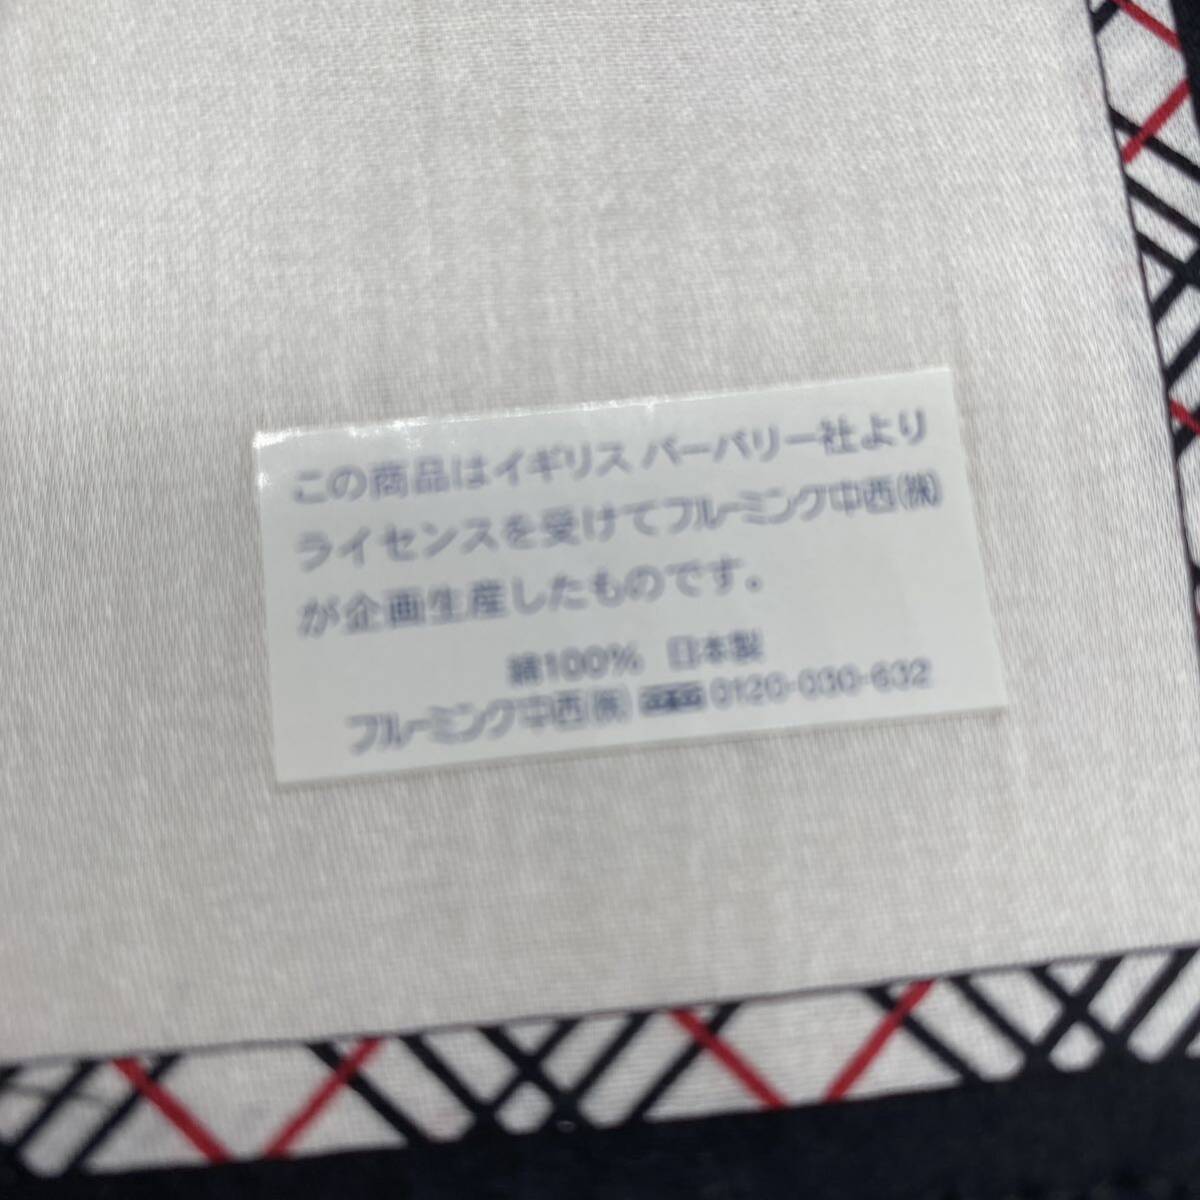 この商品はイギリス バーバリー社より
ライセンスを受けてブルーミング中西㈱
が企画生産したものです。
綿100% 日本製
ブルーミング中西㈱ 0120-030-632